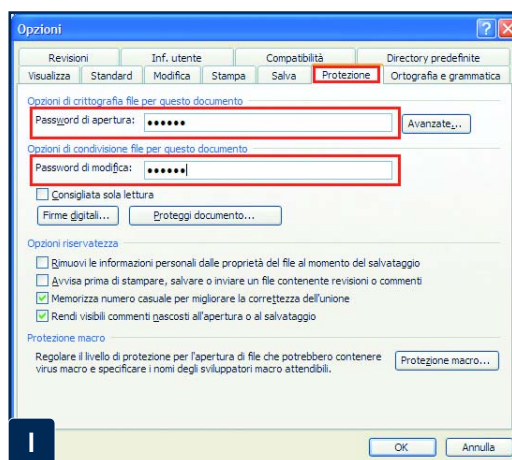 Opzioni
Revisioni Inf. utente Compatibilità Directory predefinite
Visualizza Standard Modifica Stampa Salva Protezione Ortografia e grammatica
Opzioni di crittografia file per questo documento
Password di apertura: •••••• Avanzate...
Opzioni di condivisione file per questo documento
Password di modifica: ••••••
Consigliata sola lettura
Firme digitali... Proteggi documento...
Opzioni riservatezza
Rimuovi le informazioni personali dalle proprietà del file al momento del salvataggio
Avvisa prima di stampare, salvare o inviare un file contenente revisioni o commenti
Memorizza numero casuale per migliorare la correttezza dell'unione
Rendi visibili commenti nascosti all'apertura o al salvataggio
Protezione macro
Regolare il livello di protezione per l'apertura di file che potrebbero contenere
virus macro e specificare i nomi degli sviluppatori macro attendibili.
Protezione macro...
I
OK Annulla